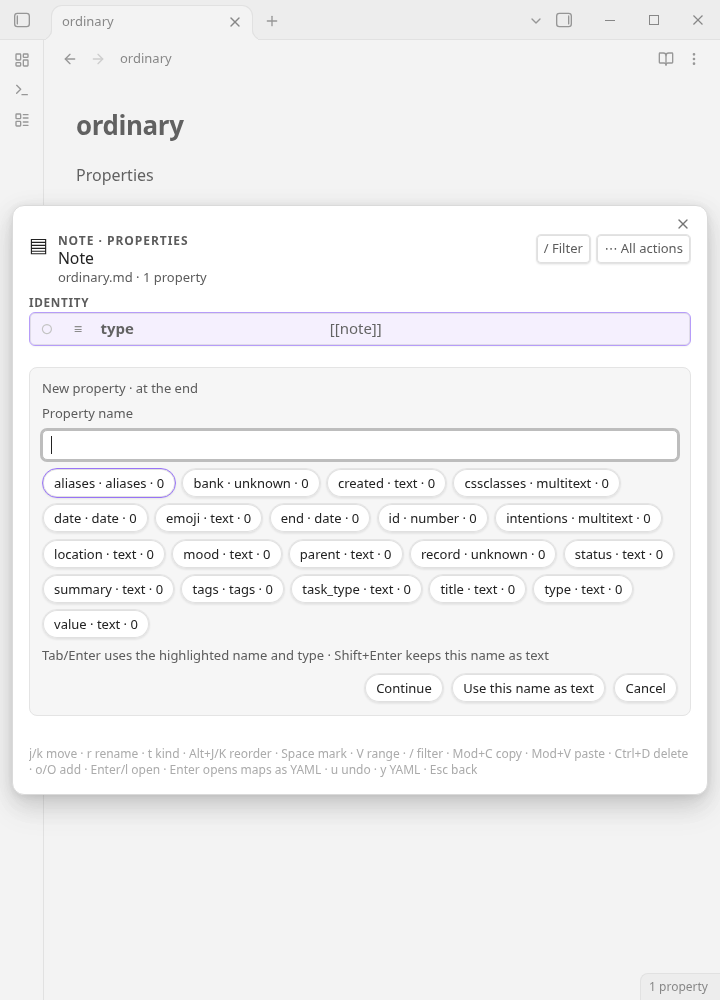 ordinary
ordinary
ordinary
Properties
NOTE · PROPERTIES
Note
ordinary.md · 1 property
/ Filter
··· All actions
IDENTITY
type [[note]]
New property · at the end
Property name
aliases · aliases · 0 bank · unknown · 0 created · text · 0 cssclasses · multitext · 0
date · date · 0 emoji · text · 0 end · date · 0 id · number · 0 intentions · multitext · 0
location · text · 0 mood · text · 0 parent · text · 0 record · unknown · 0 status · text · 0
summary · text · 0 tags · tags · 0 task_type · text · 0 title · text · 0 type · text · 0
value · text · 0
Tab/Enter uses the highlighted name and type · Shift+Enter keeps this name as text
Continue Use this name as text Cancel
j/k move · r rename · t kind · Alt+J/K reorder · Space mark · V range · / filter · Mod+C copy · Mod+V paste · Ctrl+D delete
· o/O add · Enter/l open · Enter opens maps as YAML · u undo · y YAML · Esc back
1 property